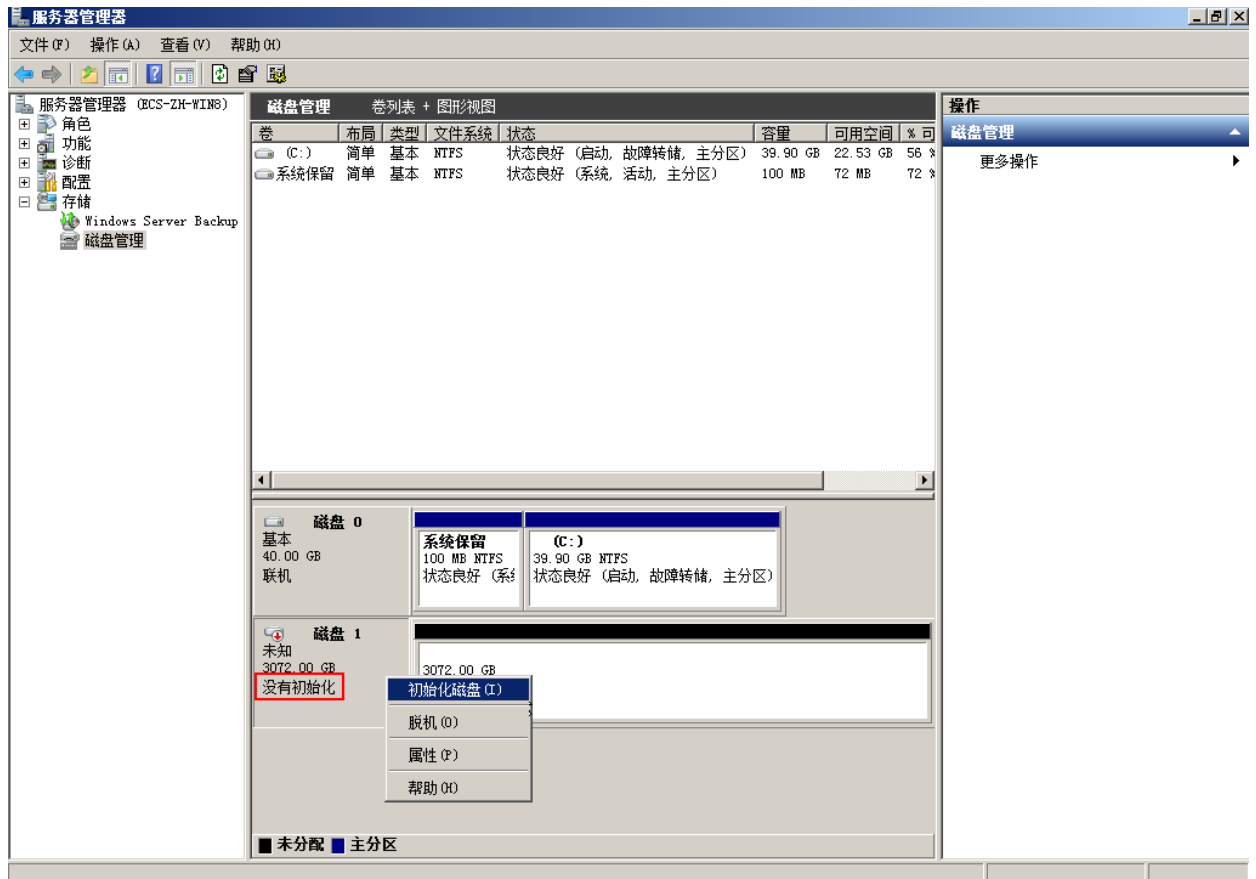 服务器管理器
文件(F) 操作(A) 查看(V) 帮助(H)
服务器管理器 (ECS-ZH-WIN8)
角色
功能
诊断
配置
存储
Windows Server Backup
磁盘管理
磁盘管理 卷列表 + 图形视图
卷 布局 类型 文件系统 状态 容量 可用空间 % 可
(C:) 简单 基本 NTFS 状态良好 (启动, 故障转储, 主分区) 39.90 GB 22.53 GB 56 %
系统保留 简单 基本 NTFS 状态良好 (系统, 活动, 主分区) 100 MB 72 MB 72 %
磁盘 0
基本
40.00 GB
联机
系统保留
100 MB NTFS
状态良好 (系
(C:)
39.90 GB NTFS
状态良好 (启动, 故障转储, 主分区)
磁盘 1
未知
3072.00 GB
没有初始化
3072.00 GB
初始化磁盘(I)
脱机(O)
属性(P)
帮助(H)
未分配 主分区
操作
磁盘管理
更多操作